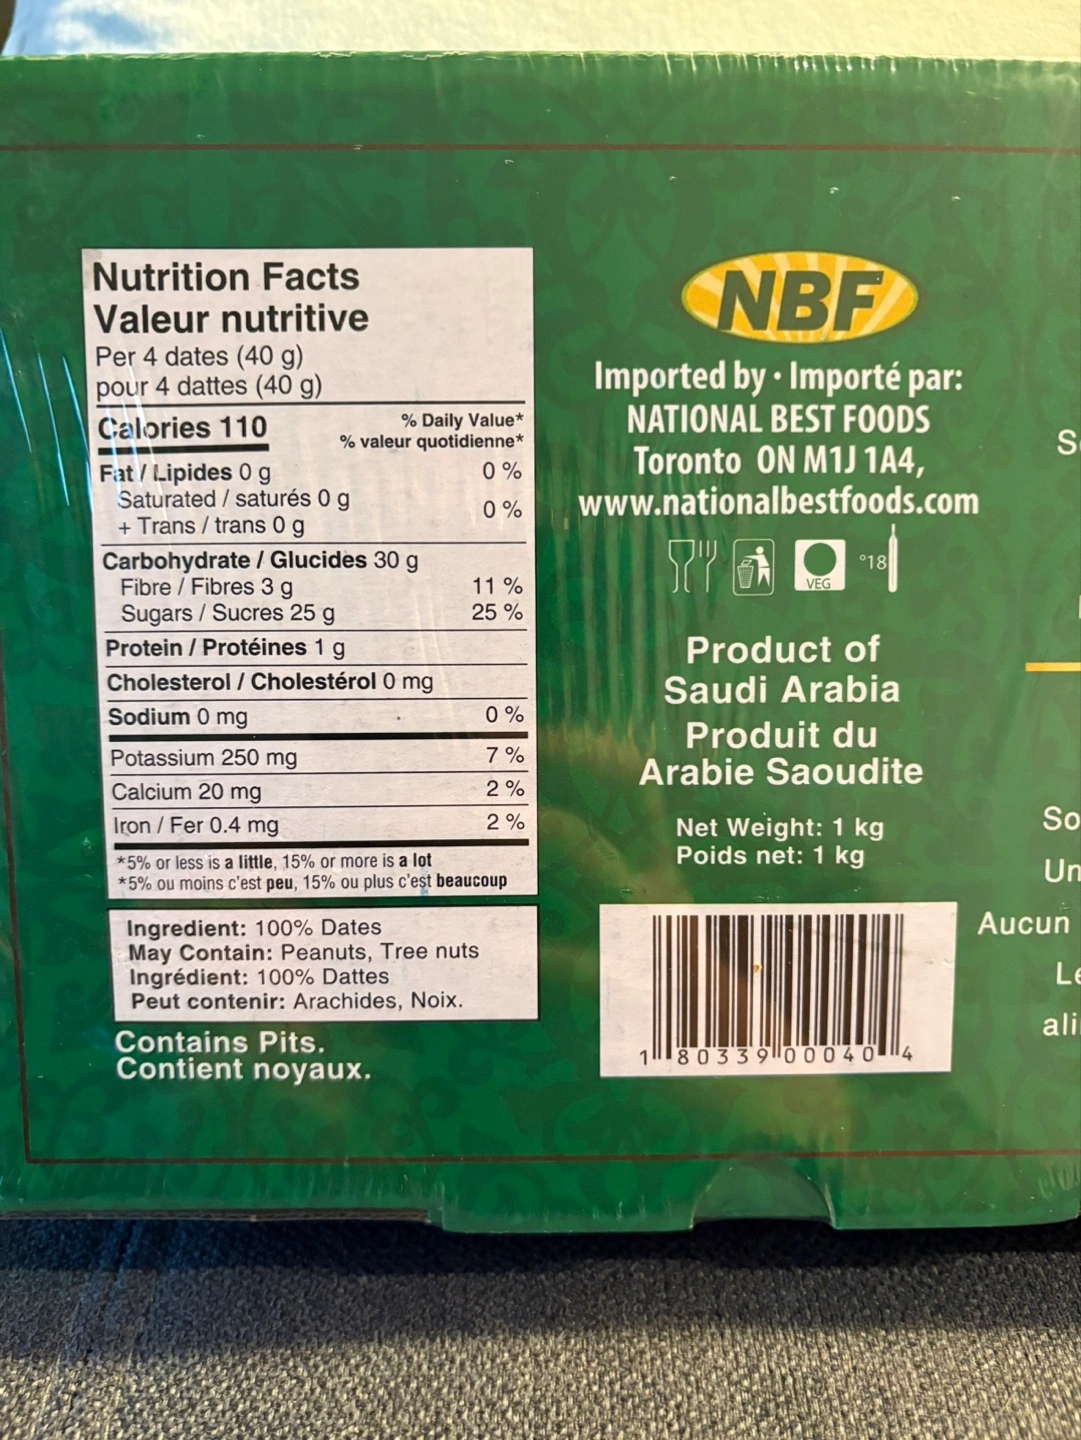 Nutrition Facts
Valeur nutritive
Per 4 dates (40 g)
pour 4 dattes (40 g)
Calories 110
% Daily Value*
% valeur quotidienne*
Fat / Lipides 0 g 0 %
Saturated / saturés 0 g
+ Trans / trans 0 g
0 %
Carbohydrate / Glucides 30 g
Fibre / Fibres 3 g 11 %
Sugars / Sucres 25 g 25 %
Protein / Protéines 1 g
Cholesterol / Cholestérol 0 mg
Sodium 0 mg 0 %
Potassium 250 mg 7 %
Calcium 20 mg 2 %
Iron / Fer 0.4 mg 2 %
*5% or less is a little, 15% or more is a lot
*5% ou moins c'est peu, 15% ou plus c'est beaucoup
Ingredient: 100% Dates
May Contain: Peanuts, Tree nuts
Ingrédient: 100% Dattes
Peut contenir: Arachides, Noix.
Contains Pits.
Contient noyaux.
NBF
Imported by • Importé par:
NATIONAL BEST FOODS
Toronto ON M1J 1A4,
www.nationalbestfoods.com
VEG
°18
Product of
Saudi Arabia
Produit du
Arabie Saoudite
Net Weight: 1 kg
Poids net: 1 kg
1 80339 00040 4
So
Un
Aucun
Le
ali